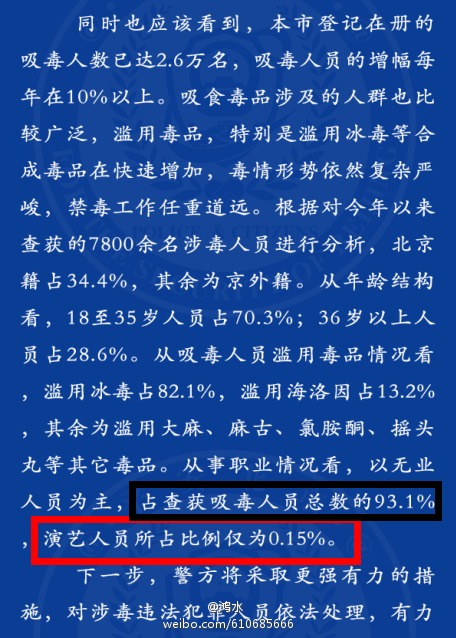 同时也应该看到，本市登记在册的
吸毒人数已达2.6万名，吸毒人员的增幅每
年在10%以上。吸食毒品涉及的人群也比
较广泛，滥用毒品，特别是滥用冰毒等合
成毒品在快速增加，毒情形势依然复杂严
峻，禁毒工作任重道远。根据对今年以来
查获的7800余名涉毒人员进行分析，北京
籍占34.4%，其余为京外籍。从年龄结构
看，18至35岁人员占70.3%；36岁以上人
员占28.6%。从吸毒人员滥用毒品情况看
，滥用冰毒占82.1%，滥用海洛因占13.2%
，其余为滥用大麻、麻古、氯胺酮、摇头
丸等其它毒品。从事职业情况看，以无业
人员为主，占查获吸毒人员总数的93.1%
，演艺人员所占比例仅为0.15%。
下一步，警方将采取更强有力的措
施，对涉毒违法犯罪人员依法处理，有力
weibo.com/610685666